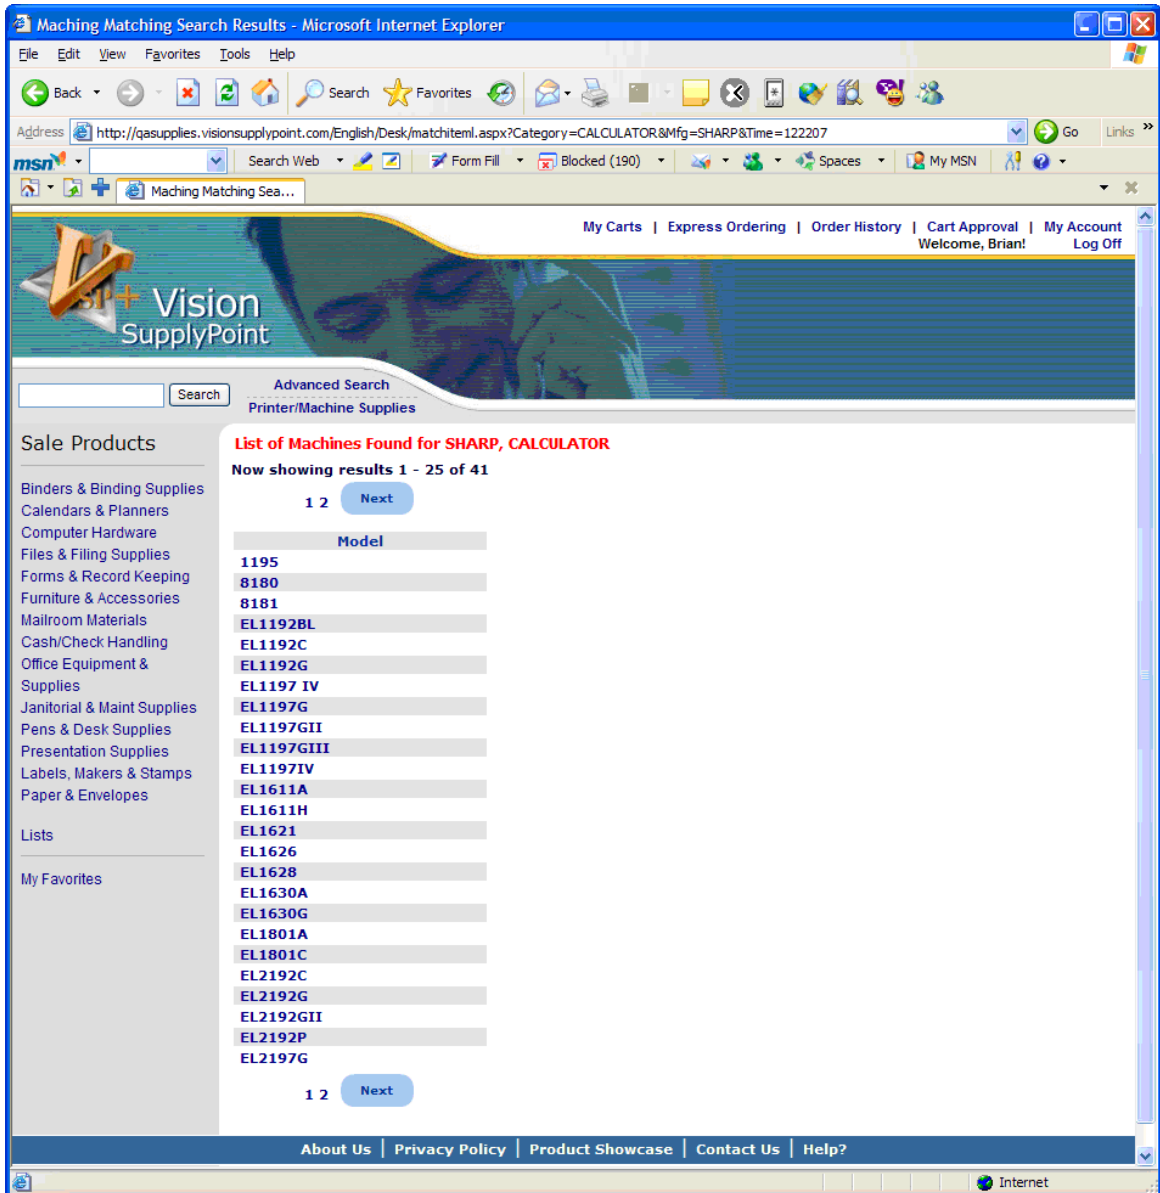 Maching Matching Search Results - Microsoft Internet Explorer
File Edit View Favorites Tools Help
Back Search Favorites
Address http://qasupplies.visionsupplypoint.com/English/Desk/matchiteml.aspx?Category=CALCULATOR&Mfg=SHARP&Time=122207 Go Links »
msn Search Web Form Fill Blocked (190) Spaces My MSN
Maching Matching Sea...
My Carts | Express Ordering | Order History | Cart Approval | My Account
Welcome, Brian! Log Off
VSP+ Vision
SupplyPoint
Search Advanced Search
Printer/Machine Supplies
Sale Products
Binders & Binding Supplies
Calendars & Planners
Computer Hardware
Files & Filing Supplies
Forms & Record Keeping
Furniture & Accessories
Mailroom Materials
Cash/Check Handling
Office Equipment &
Supplies
Janitorial & Maint Supplies
Pens & Desk Supplies
Presentation Supplies
Labels, Makers & Stamps
Paper & Envelopes
Lists
My Favorites
List of Machines Found for SHARP, CALCULATOR
Now showing results 1 - 25 of 41
1 2 Next
Model
1195
8180
8181
EL1192BL
EL1192C
EL1192G
EL1197 IV
EL1197G
EL1197GII
EL1197GIII
EL1197IV
EL1611A
EL1611H
EL1621
EL1626
EL1628
EL1630A
EL1630G
EL1801A
EL1801C
EL2192C
EL2192G
EL2192GII
EL2192P
EL2197G
1 2 Next
About Us | Privacy Policy | Product Showcase | Contact Us | Help?
Internet